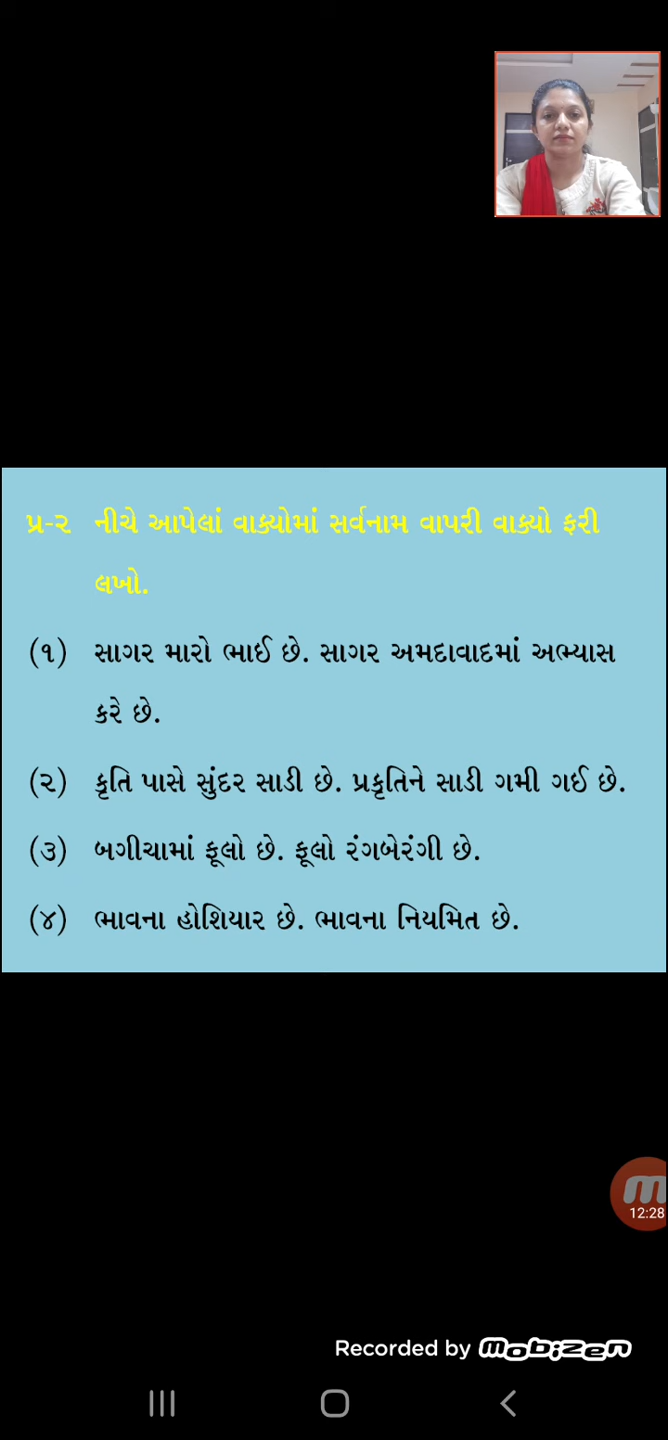 પ્ર-૨ નીચે આપેલાં વાક્યોમાં સર્વનામ વાપરી વાક્યો ફરી
લખો.
(૧) સાગર મારો ભાઈ છે. સાગર અમદાવાદમાં અભ્યાસ
કરે છે.
(૨) કૃતિ પાસે સુંદર સાડી છે. પ્રકૃતિને સાડી ગમી ગઈ છે.
(૩) બગીચામાં ફૂલો છે. ફૂલો રંગબેરંગી છે.
(૪) ભાવના હોશિયાર છે. ભાવના નિયમિત છે.
m
12:28
Recorded by mobizen